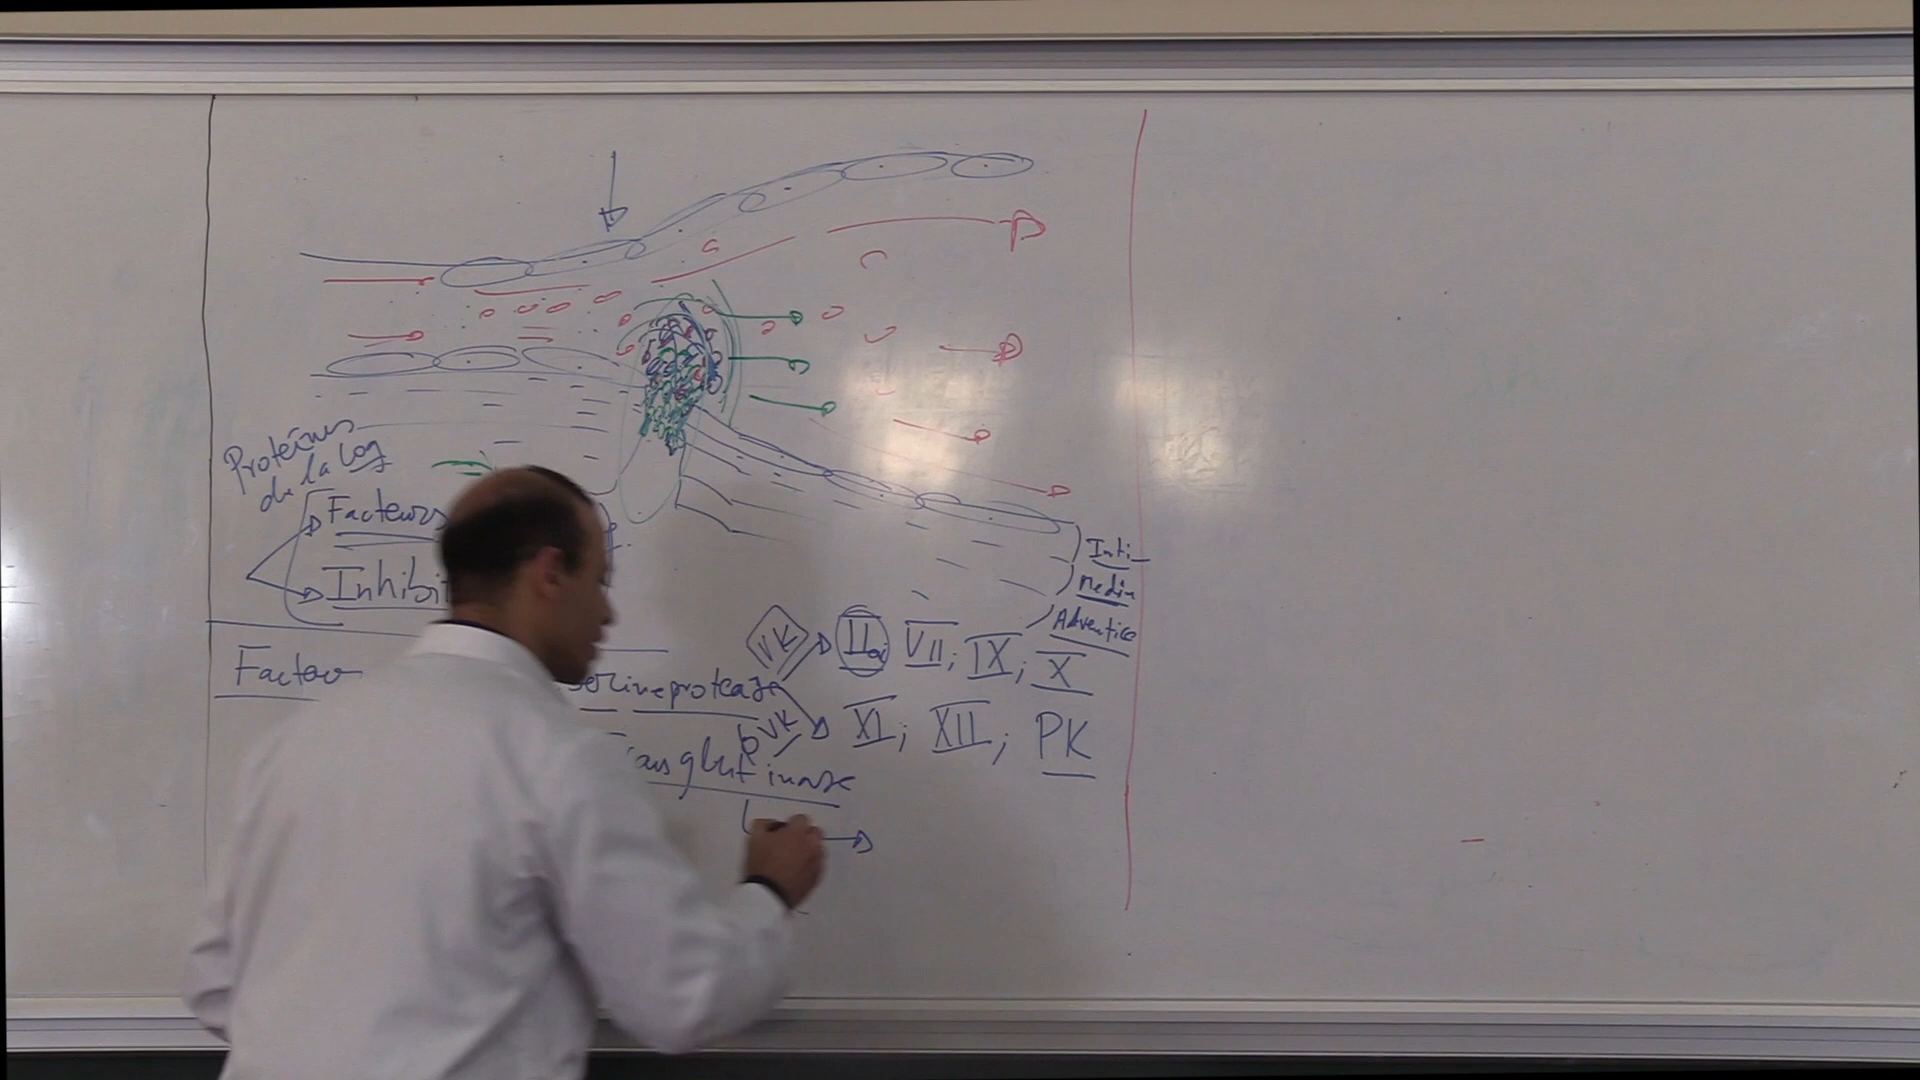 Protéines
de la Coag
Facteurs
Inhibit
Inti
Media
Adventice
Facteur
VK
IIa VII; IX; X
Serine protease
VK
XI; XII; PK
ransglutinase